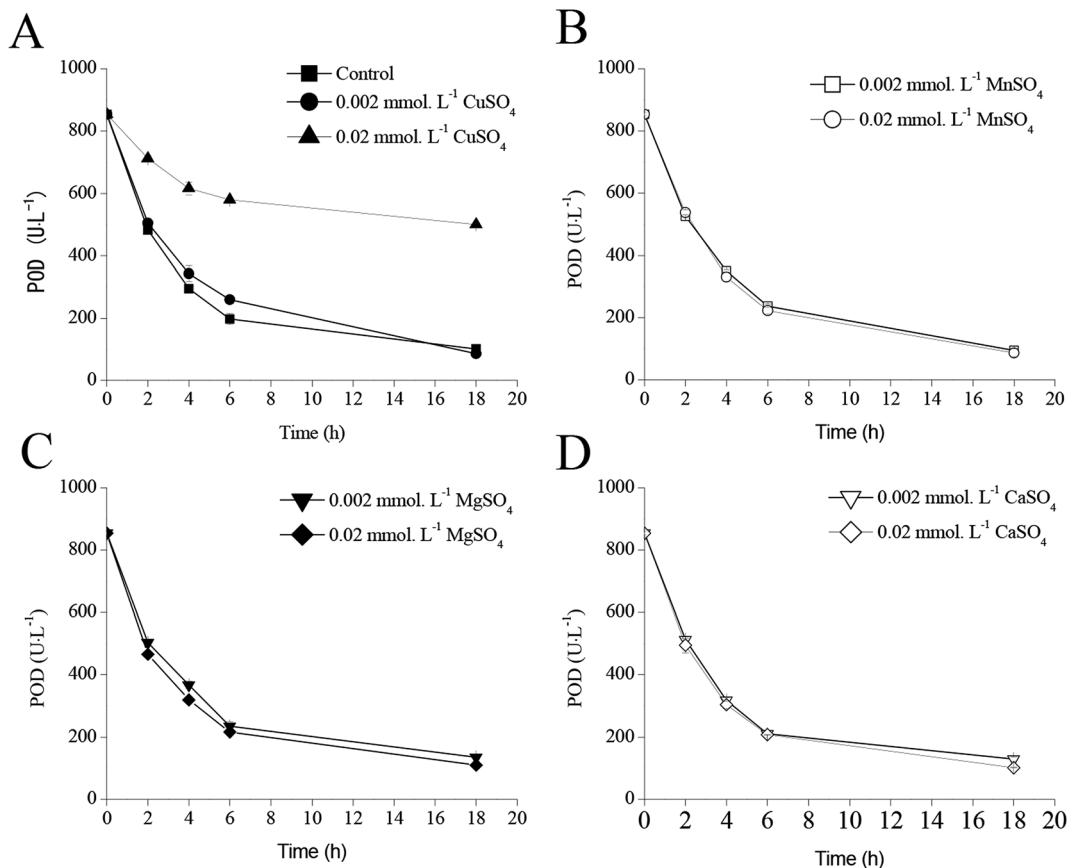 A
Control
0.002 mmol. L⁻¹ CuSO₄
0.02 mmol. L⁻¹ CuSO₄
POD (U·L⁻¹)
1000
800
600
400
200
0
0 2 4 6 8 10 12 14 16 18 20
Time (h)
B
0.002 mmol. L⁻¹ MnSO₄
0.02 mmol. L⁻¹ MnSO₄
POD (U·L⁻¹)
1000
800
600
400
200
0
0 2 4 6 8 10 12 14 16 18 20
Time (h)
C
0.002 mmol. L⁻¹ MgSO₄
0.02 mmol. L⁻¹ MgSO₄
POD (U·L⁻¹)
1000
800
600
400
200
0
0 2 4 6 8 10 12 14 16 18 20
Time (h)
D
0.002 mmol. L⁻¹ CaSO₄
0.02 mmol. L⁻¹ CaSO₄
POD (U·L⁻¹)
1000
800
600
400
200
0
0 2 4 6 8 10 12 14 16 18 20
Time (h)